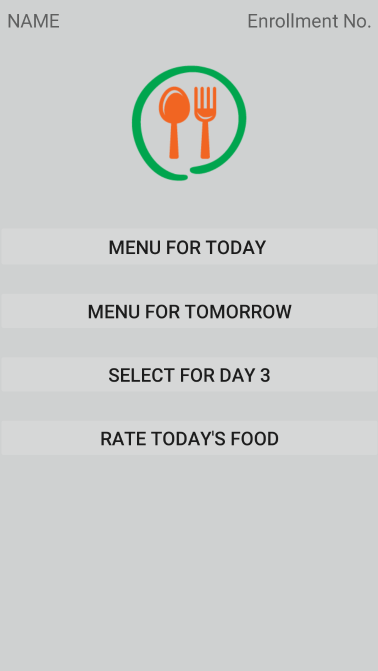 NAME Enrollment No.
MENU FOR TODAY
MENU FOR TOMORROW
SELECT FOR DAY 3
RATE TODAY'S FOOD